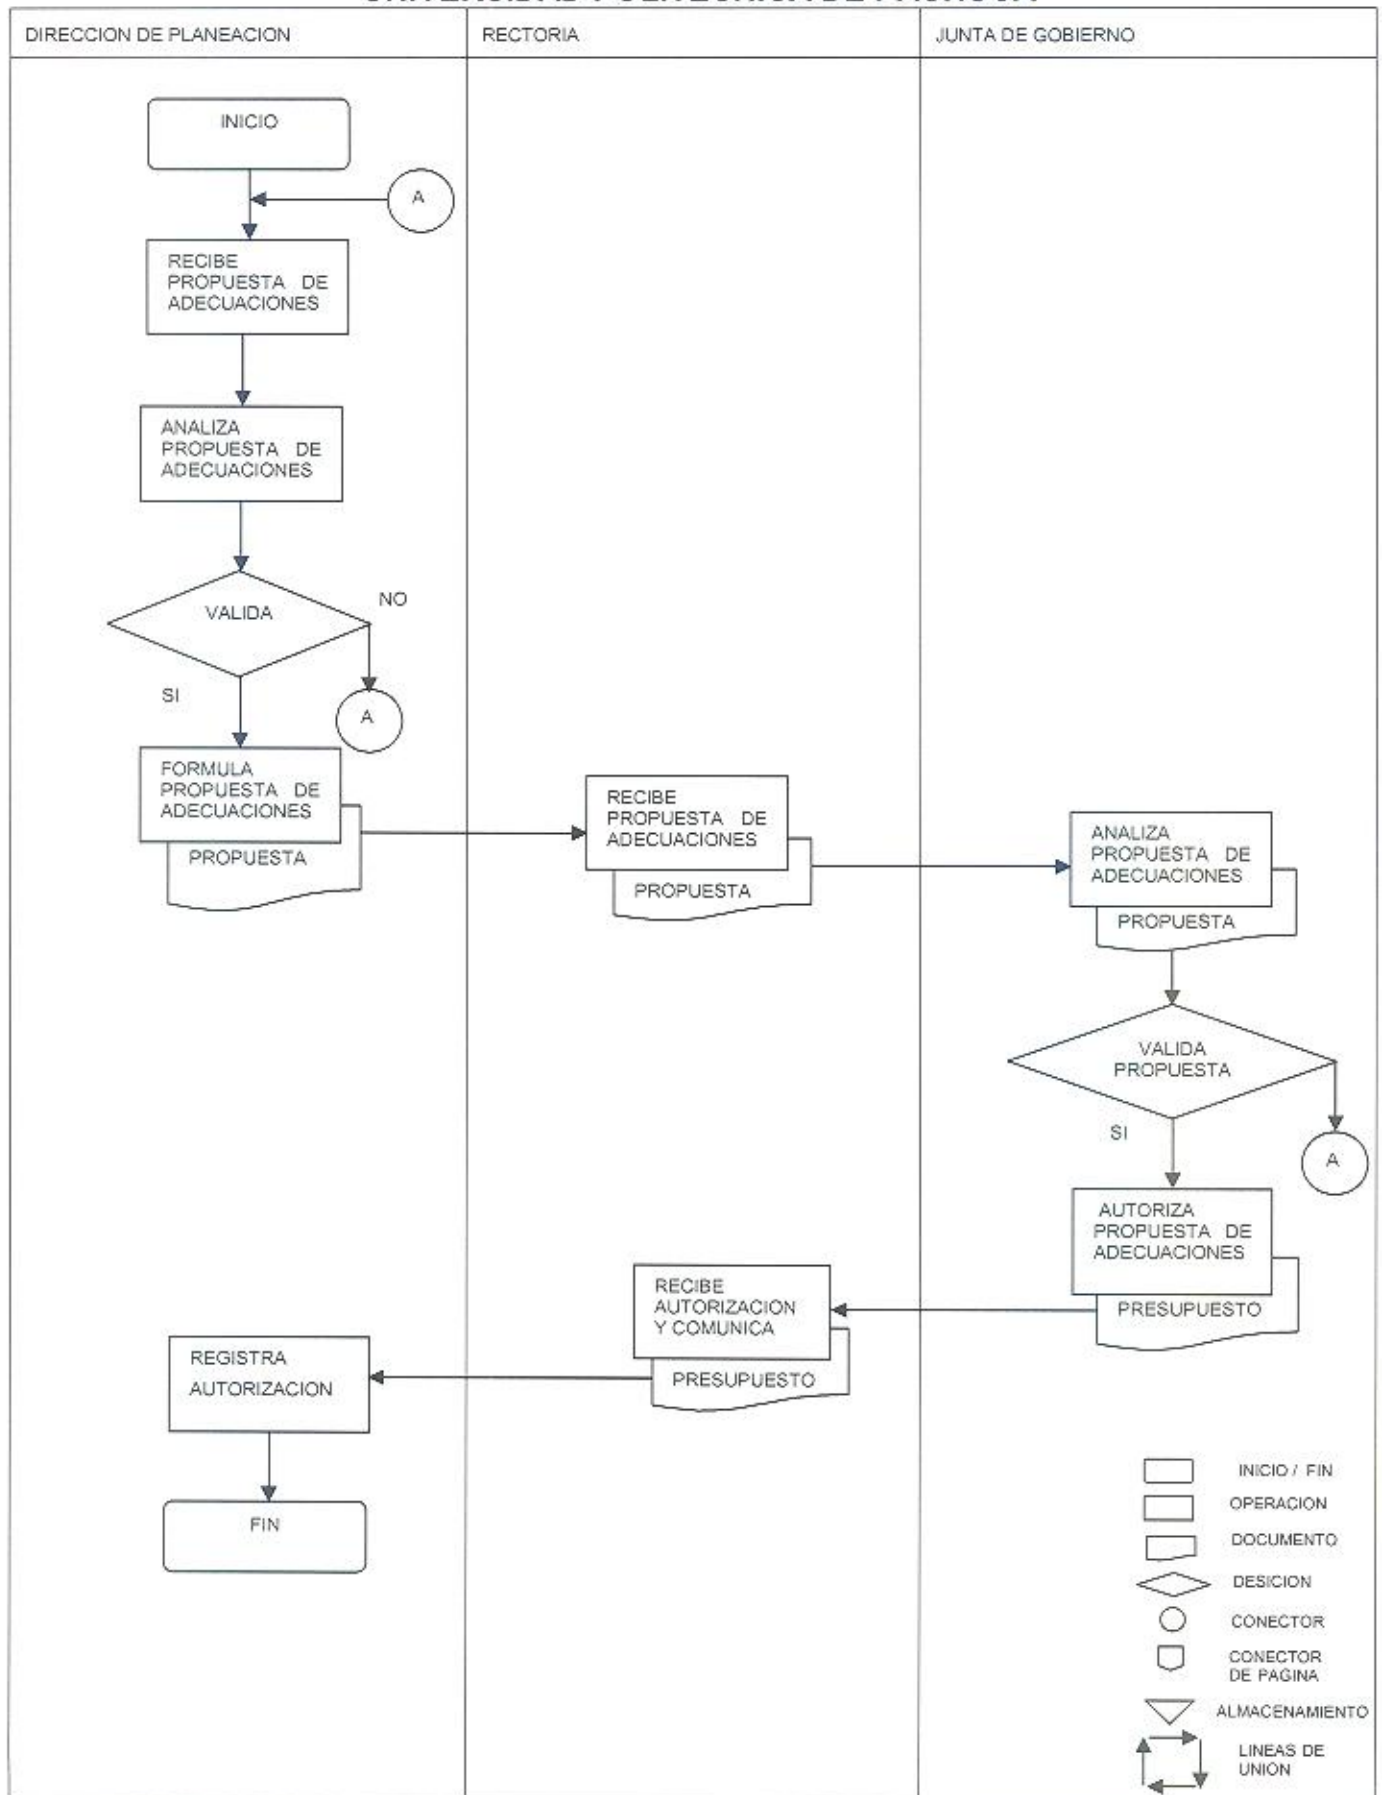 DIRECCION DE PLANEACION
RECTORIA
JUNTA DE GOBIERNO
INICIO
A
RECIBE
PROPUESTA DE
ADECUACIONES
ANALIZA
PROPUESTA DE
ADECUACIONES
VALIDA
NO
SI
A
FORMULA
PROPUESTA DE
ADECUACIONES
PROPUESTA
RECIBE
PROPUESTA DE
ADECUACIONES
PROPUESTA
ANALIZA
PROPUESTA DE
ADECUACIONES
PROPUESTA
VALIDA
PROPUESTA
SI
A
AUTORIZA
PROPUESTA DE
ADECUACIONES
PRESUPUESTO
RECIBE
AUTORIZACION
Y COMUNICA
PRESUPUESTO
REGISTRA
AUTORIZACION
FIN
INICIO / FIN
OPERACION
DOCUMENTO
DESICION
CONECTOR
CONECTOR
DE PAGINA
ALMACENAMIENTO
LINEAS DE
UNION